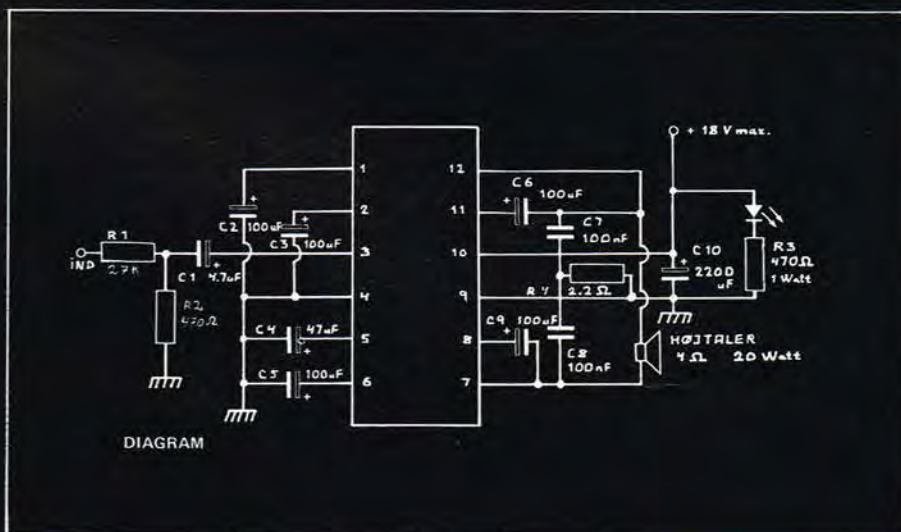 + 18 V max.
1
12
C6
100uF
2
11
C7
100nF
C2 100uF
C3 100uF
R1
27K
IND
C1 4.7uF
3
10
C10
2200
uF
R3
470Ω
1 Watt
R2
470Ω
4
9
R4 2.2Ω
C4 47uF
5
8
C9 100uF
HØJTALER
4Ω 20 Watt
C5 100uF
6
7
C8
100nF
DIAGRAM